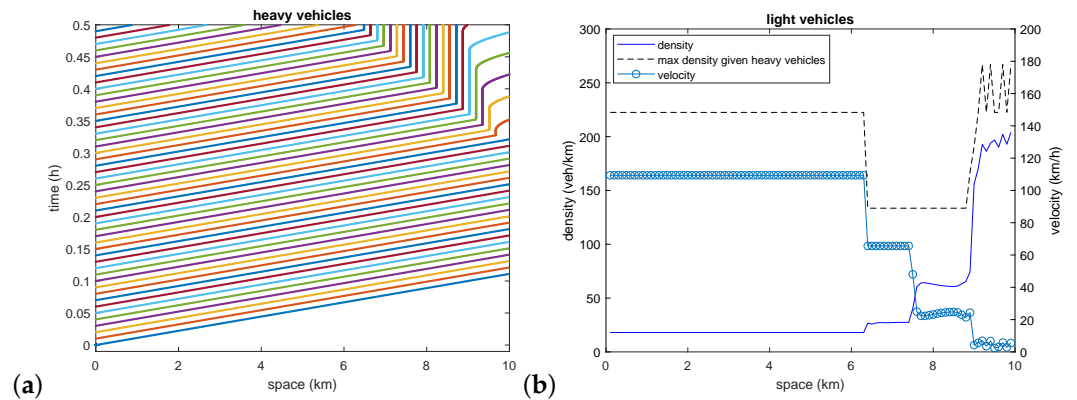 heavy vehicles
0.5
0.45
0.4
0.35
0.3
0.25
0.2
0.15
0.1
0.05
0
time (h)
0 2 4 6 8 10
space (km)
(a)
light vehicles
density
max density given heavy vehicles
velocity
300
250
200
150
100
50
0
density (veh/km)
200
180
160
140
120
100
80
60
40
20
0
velocity (km/h)
0 2 4 6 8 10
space (km)
(b)